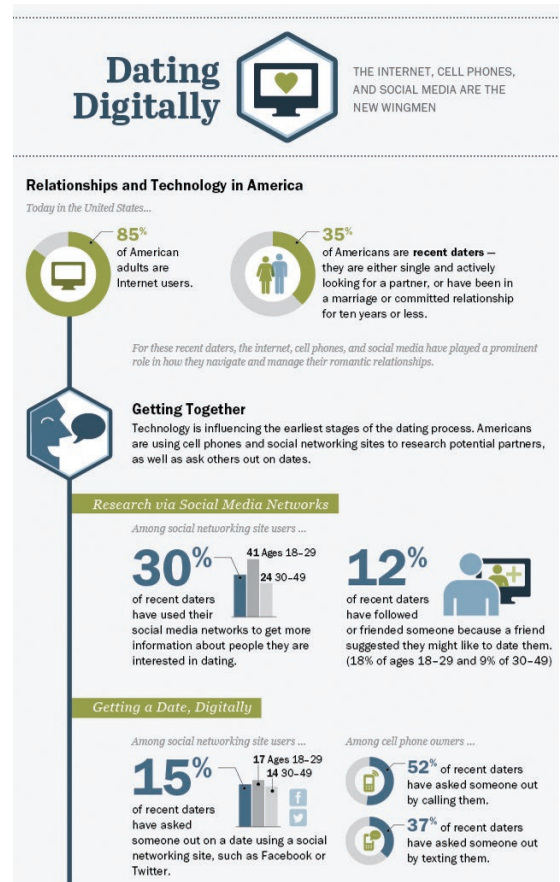 Dating
Digitally
THE INTERNET, CELL PHONES,
AND SOCIAL MEDIA ARE THE
NEW WINGMEN
Relationships and Technology in America
Today in the United States...
85%
of American
adults are
Internet users.
35%
of Americans are recent daters —
they are either single and actively
looking for a partner, or have been in
a marriage or committed relationship
for ten years or less.
For these recent daters, the internet, cell phones, and social media have played a prominent
role in how they navigate and manage their romantic relationships.
Getting Together
Technology is influencing the earliest stages of the dating process. Americans
are using cell phones and social networking sites to research potential partners,
as well as ask others out on dates.
Research via Social Media Networks
Among social networking site users ...
30%
41 Ages 18–29
24 30–49
of recent daters
have used their
social media networks to get more
information about people they are
interested in dating.
12%
of recent daters
have followed
or friended someone because a friend
suggested they might like to date them.
(18% of ages 18–29 and 9% of 30–49)
Getting a Date, Digitally
Among social networking site users ...
15%
17 Ages 18–29
14 30–49
of recent daters
have asked
someone out on a date using a social
networking site, such as Facebook or
Twitter.
Among cell phone owners ...
52% of recent daters
have asked someone out
by calling them.
37% of recent daters
have asked someone out
by texting them.